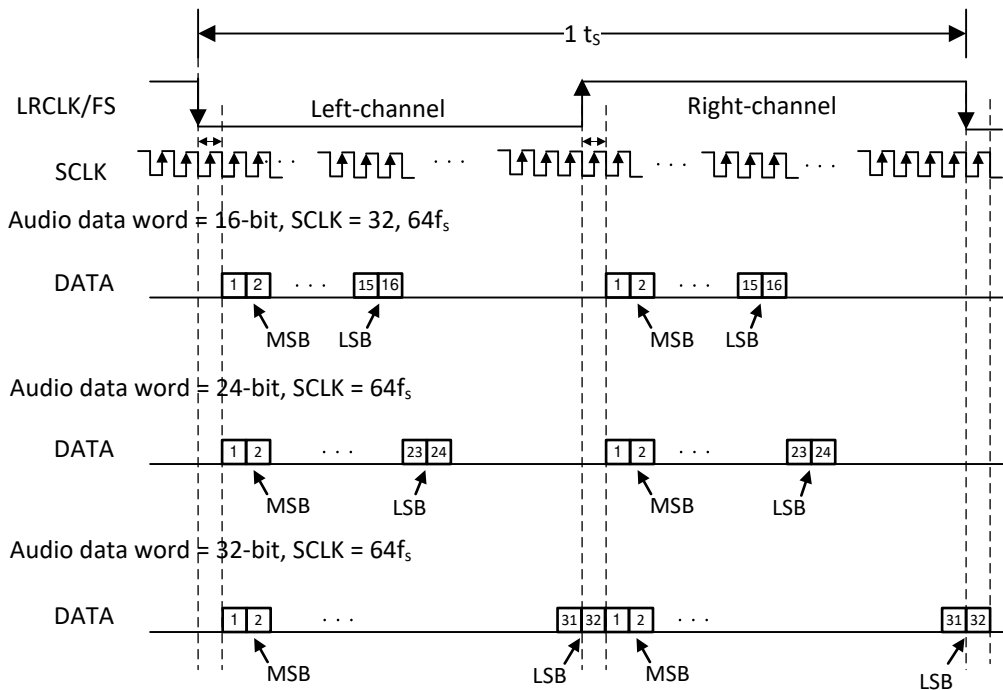 1 tS
LRCLK/FS
Left-channel
Right-channel
SCLK
· · ·
· · ·
· · ·
· · ·
Audio data word = 16-bit, SCLK = 32, 64fs
DATA
1 2 · · · 15 16
1 2 · · · 15 16
MSB LSB
MSB LSB
Audio data word = 24-bit, SCLK = 64fs
DATA
1 2 · · · 23 24
1 2 · · · 23 24
MSB LSB
MSB LSB
Audio data word = 32-bit, SCLK = 64fs
DATA
1 2 · · · 31 32
1 2 · · · 31 32
MSB LSB
MSB LSB